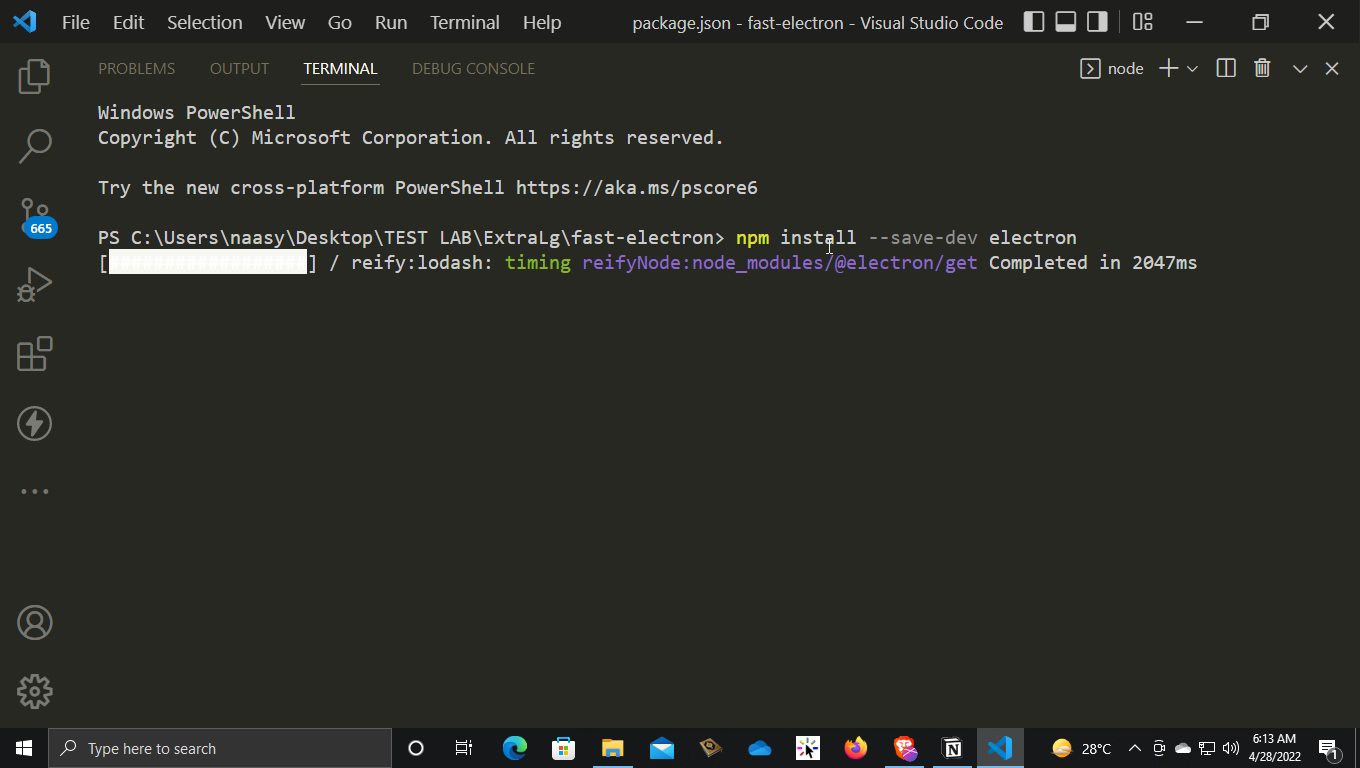 File Edit Selection View Go Run Terminal Help package.json - fast-electron - Visual Studio Code
PROBLEMS OUTPUT TERMINAL DEBUG CONSOLE node
Windows PowerShell
Copyright (C) Microsoft Corporation. All rights reserved.
Try the new cross-platform PowerShell https://aka.ms/pscore6
665
PS C:\Users\naasy\Desktop\TEST LAB\ExtraLg\fast-electron> npm install --save-dev electron
[##################] / reify:lodash: timing reifyNode:node_modules/@electron/get Completed in 2047ms
Type here to search
28°C
6:13 AM
4/28/2022
1